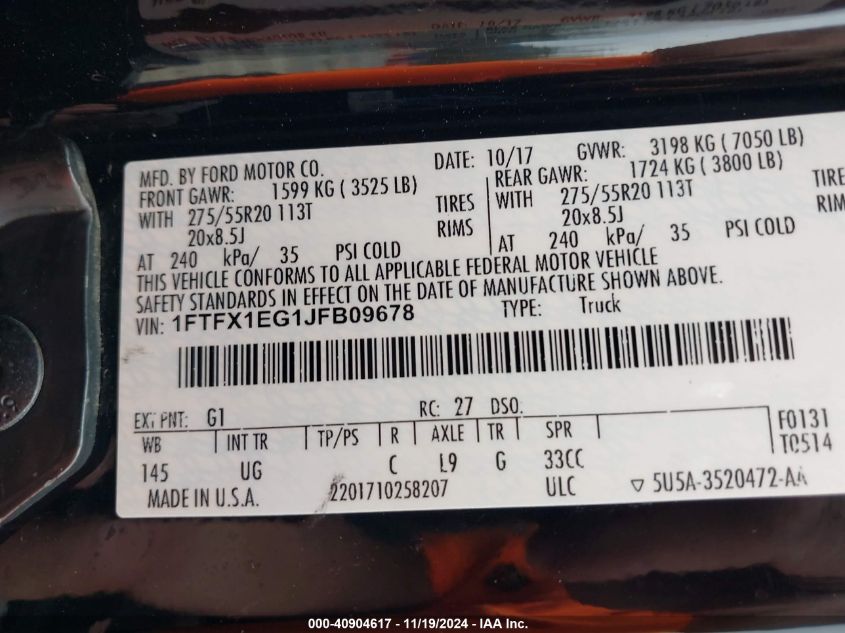 MFD. BY FORD MOTOR CO.
DATE: 10/17 GVWR: 3198 KG ( 7050 LB)
FRONT GAWR: 1599 KG ( 3525 LB) REAR GAWR: 1724 KG ( 3800 LB)
WITH 275/55R20 113T TIRES WITH 275/55R20 113T TIRE
20x8.5J RIMS 20x8.5J RIM
AT 240 kPa/ 35 PSI COLD AT 240 kPa/ 35 PSI COLD
THIS VEHICLE CONFORMS TO ALL APPLICABLE FEDERAL MOTOR VEHICLE
SAFETY STANDARDS IN EFFECT ON THE DATE OF MANUFACTURE SHOWN ABOVE.
VIN: 1FTFX1EG1JFB09678 TYPE: Truck
EXT PNT: G1 RC: 27 DSO: F0131
WB INT TR TP/PS R AXLE TR SPR T0514
145 UG C L9 G 33CC
MADE IN U.S.A. 2201710258207 ULC ▽ 5U5A-3520472-AA
000-40904617 - 11/19/2024 - IAA Inc.